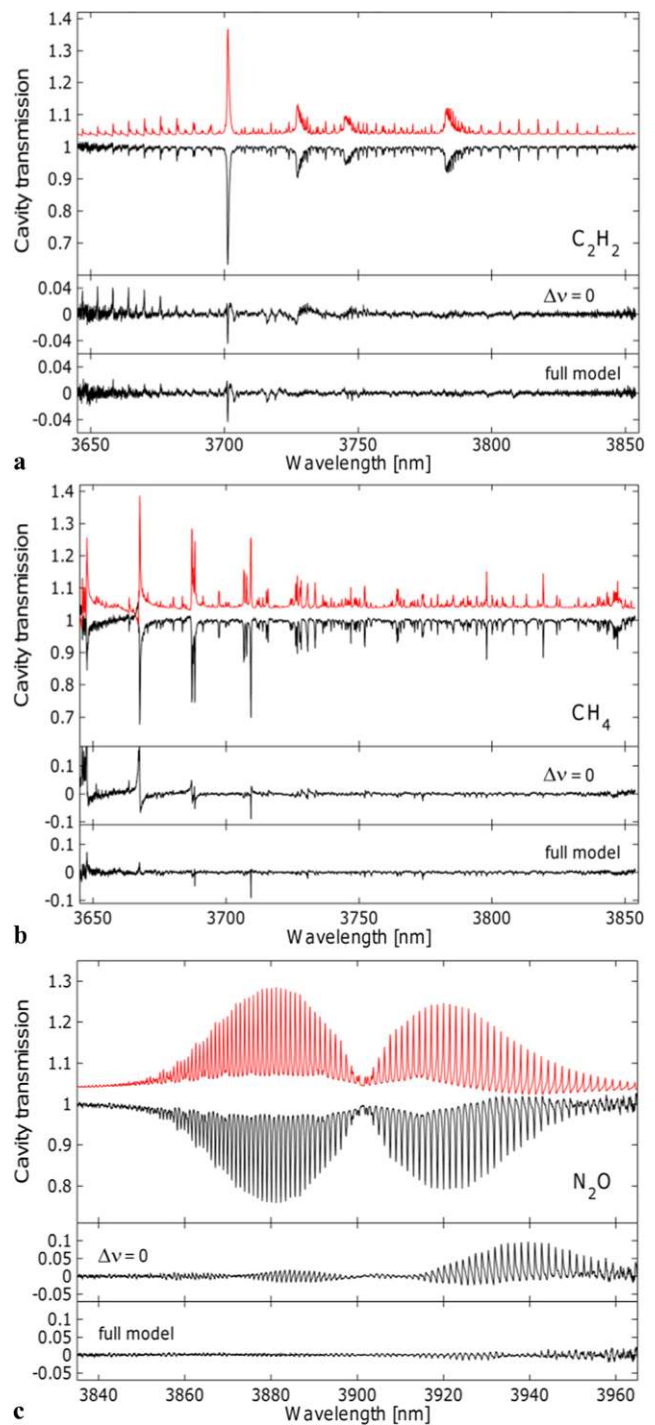 1.4
1.3
1.2
1.1
1
0.9
0.8
0.7
Cavity transmission
C₂H₂
0.04
0
-0.04
Δν = 0
0.04
0
-0.04
full model
3650 3700 3750 3800 3850
Wavelength [nm]
a
1.4
1.3
1.2
1.1
1
0.9
0.8
0.7
Cavity transmission
CH₄
0.1
0
-0.1
Δν = 0
0.1
0
-0.1
full model
3650 3700 3750 3800 3850
Wavelength [nm]
b
1.3
1.2
1.1
1
0.9
0.8
Cavity transmission
N₂O
0.1
0.05
0
-0.05
Δν = 0
0.1
0.05
0
-0.05
full model
3840 3860 3880 3900 3920 3940 3960
Wavelength [nm]
c